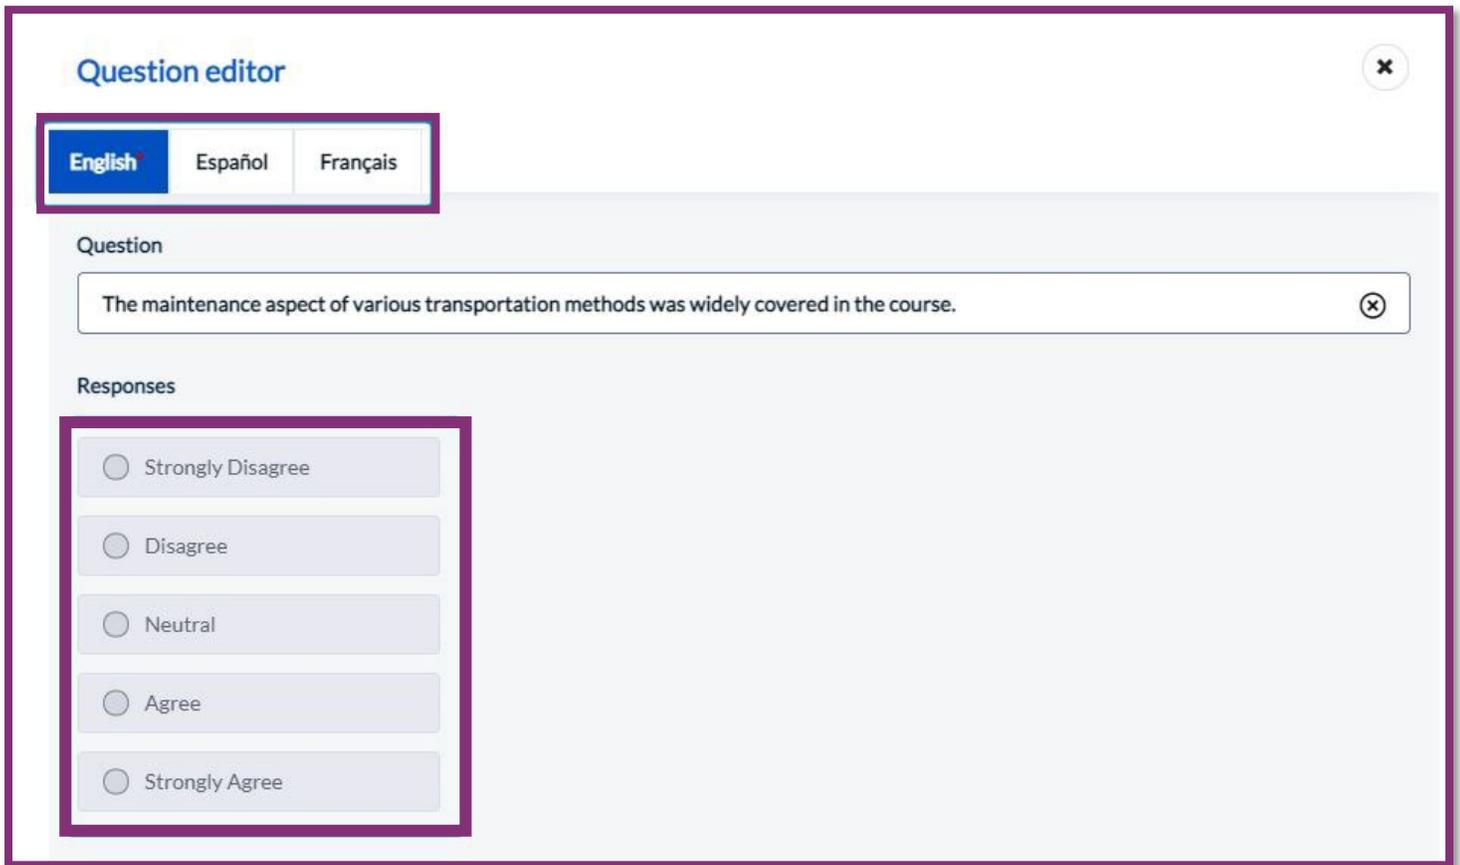 Question editor
English* Español Français
Question
The maintenance aspect of various transportation methods was widely covered in the course.
Responses
Strongly Disagree
Disagree
Neutral
Agree
Strongly Agree